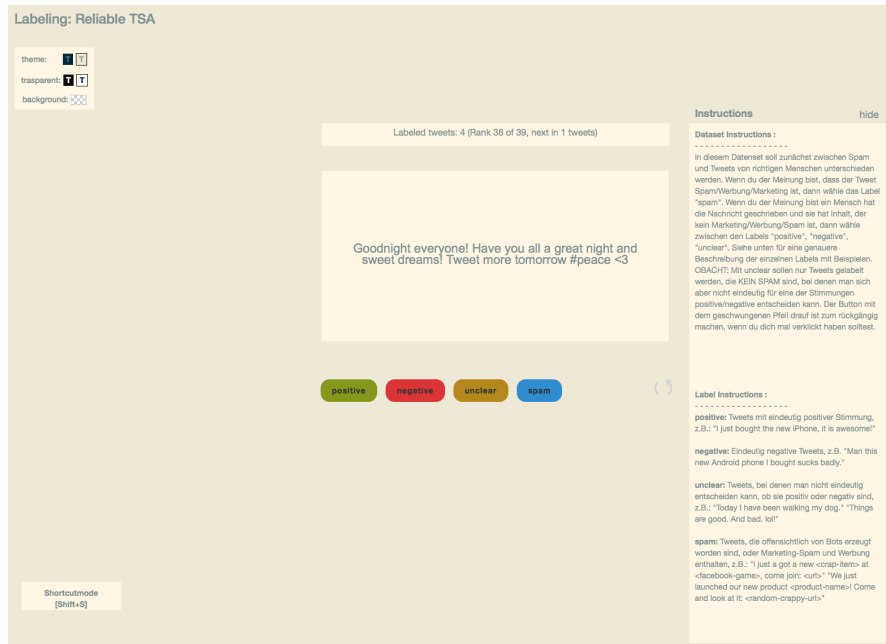 Labeling: Reliable TSA
theme: T T
trasparent: T T
background:
Labeled tweets: 4 (Rank 38 of 39, next in 1 tweets)
Goodnight everyone! Have you all a great night and
sweet dreams! Tweet more tomorrow #peace <3
positive negative unclear spam
Shortcutmode
[Shift+S]
Instructions hide
Dataset Instructions :
- - - - - - - - - - - - - - - - - -
In diesem Datenset soll zunächst zwischen Spam
und Tweets von richtigen Menschen unterschieden
werden. Wenn du der Meinung bist, dass der Tweet
Spam/Werbung/Marketing ist, dann wähle das Label
"spam". Wenn du der Meinung bist ein Mensch hat
die Nachricht geschrieben und sie hat Inhalt, der
kein Marketing/Werbung/Spam ist, dann wähle
zwischen den Labels "positive", "negative",
"unclear". Siehe unten für eine genauere
Beschreibung der einzelnen Labels mit Beispielen.
OBACHT: Mit unclear sollen nur Tweets gelabelt
werden, die KEIN SPAM sind, bei denen man sich
aber nicht eindeutig für eine der Stimmungen
positive/negative entscheiden kann. Der Button mit
dem geschwungenen Pfeil drauf ist zum rückgängig
machen, wenn du dich mal verklickt haben solltest.
Label Instructions :
- - - - - - - - - - - - - - - - - -
positive: Tweets mit eindeutig positiver Stimmung,
z.B.: "I just bought the new iPhone, it is awesome!"
negative: Eindeutig negative Tweets, z.B. "Man this
new Android phone I bought sucks badly."
unclear: Tweets, bei denen man nicht eindeutig
entscheiden kann, ob sie positiv oder negativ sind,
z.B.: "Today I have been walking my dog." "Things
are good. And bad. lol!"
spam: Tweets, die offensichtlich von Bots erzeugt
worden sind, oder Marketing-Spam und Werbung
enthalten, z.B.: "I just a got a new <crap-item> at
<facebook-game>, come join: <url>" "We just
launched our new product <product-name>! Come
and look at it: <random-crappy-url>"